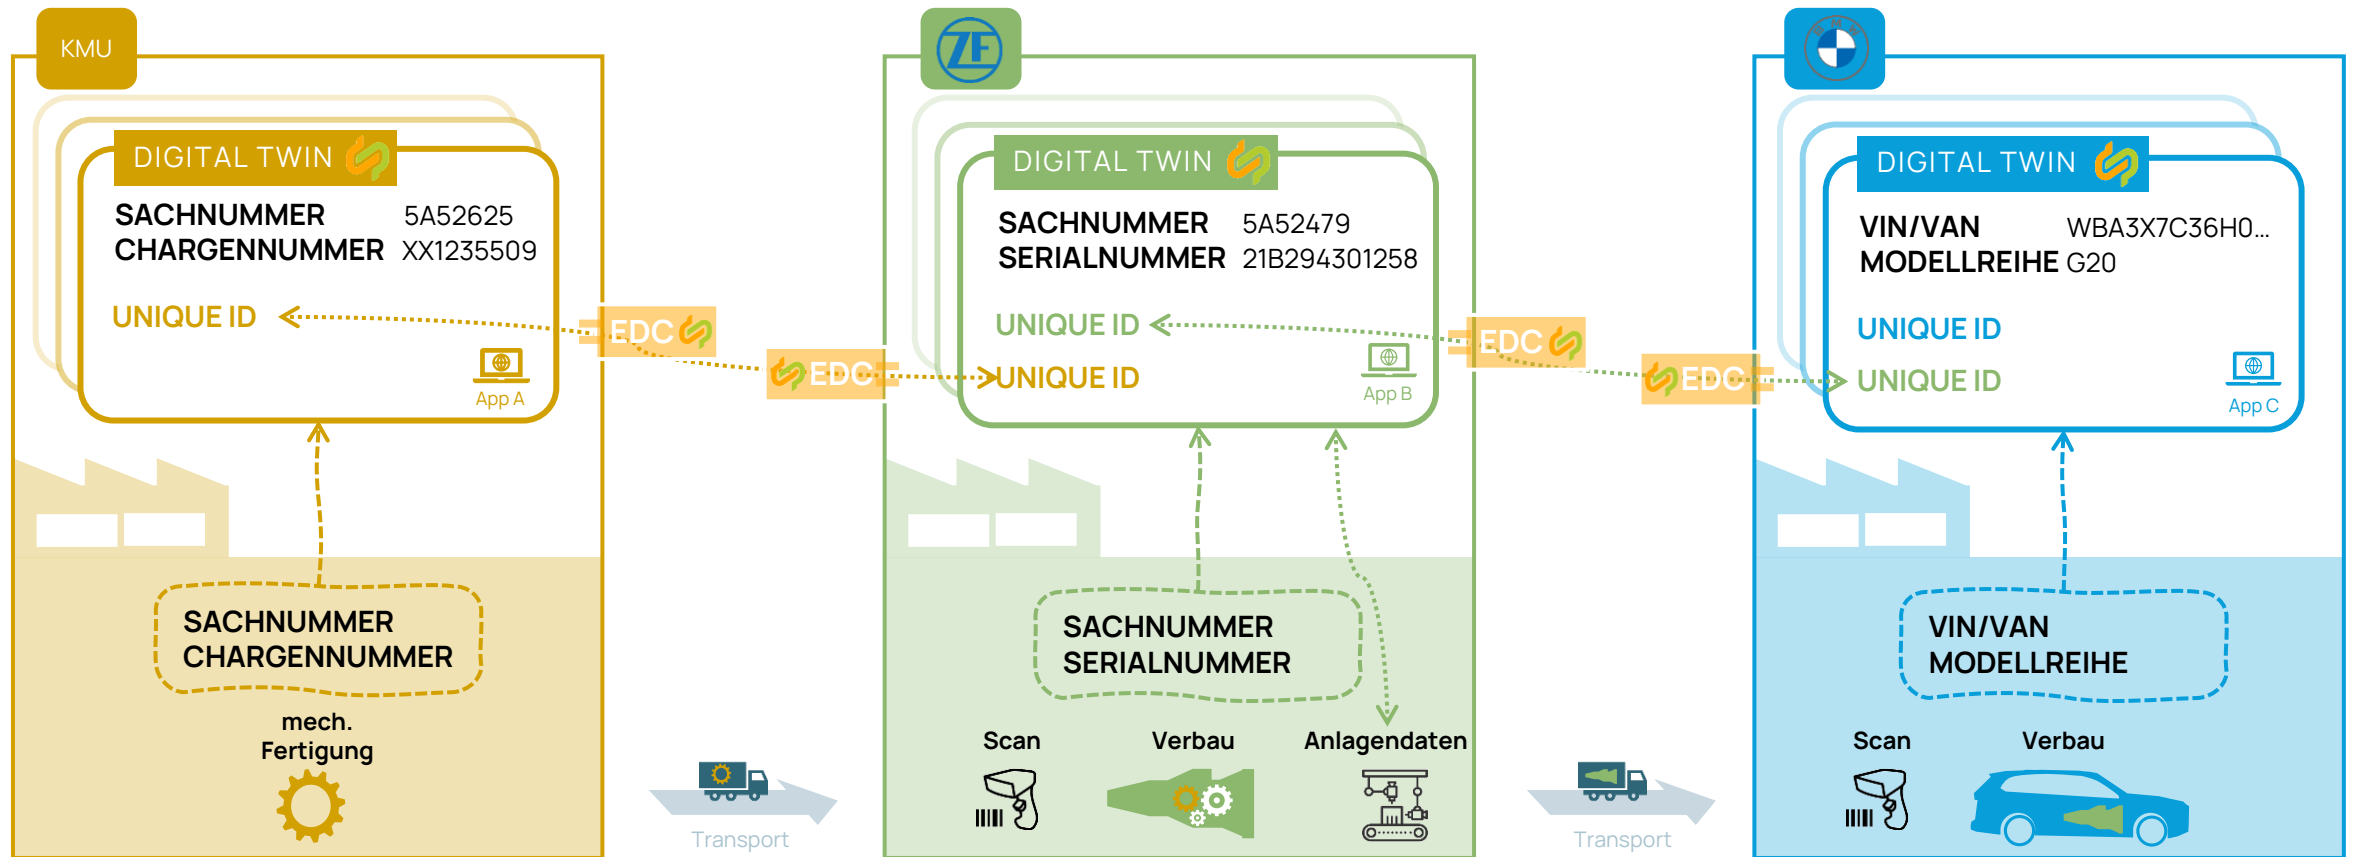 KMU
DIGITAL TWIN
SACHNUMMER 5A52625
CHARGENNUMMER XX1235509
UNIQUE ID
App A
SACHNUMMER
CHARGENNUMMER
mech.
Fertigung
EDC
EDC
Transport
ZF
DIGITAL TWIN
SACHNUMMER 5A52479
SERIALNUMMER 21B294301258
UNIQUE ID
UNIQUE ID
App B
SACHNUMMER
SERIALNUMMER
Scan
Verbau
Anlagendaten
EDC
EDC
Transport
BMW
DIGITAL TWIN
VIN/VAN WBA3X7C36H0...
MODELLREIHE G20
UNIQUE ID
UNIQUE ID
App C
VIN/VAN
MODELLREIHE
Scan
Verbau